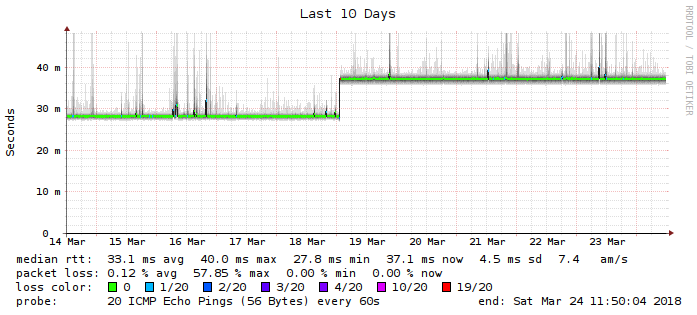 Last 10 Days
RRDTOOL / TOBI OETIKER
Seconds
40 m
30 m
20 m
10 m
0
14 Mar 15 Mar 16 Mar 17 Mar 18 Mar 19 Mar 20 Mar 21 Mar 22 Mar 23 Mar
median rtt: 33.1 ms avg 40.0 ms max 27.8 ms min 37.1 ms now 4.5 ms sd 7.4 am/s
packet loss: 0.12 % avg 57.85 % max 0.00 % min 0.00 % now
loss color: 0 1/20 2/20 3/20 4/20 10/20 19/20
probe: 20 ICMP Echo Pings (56 Bytes) every 60s end: Sat Mar 24 11:50:04 2018